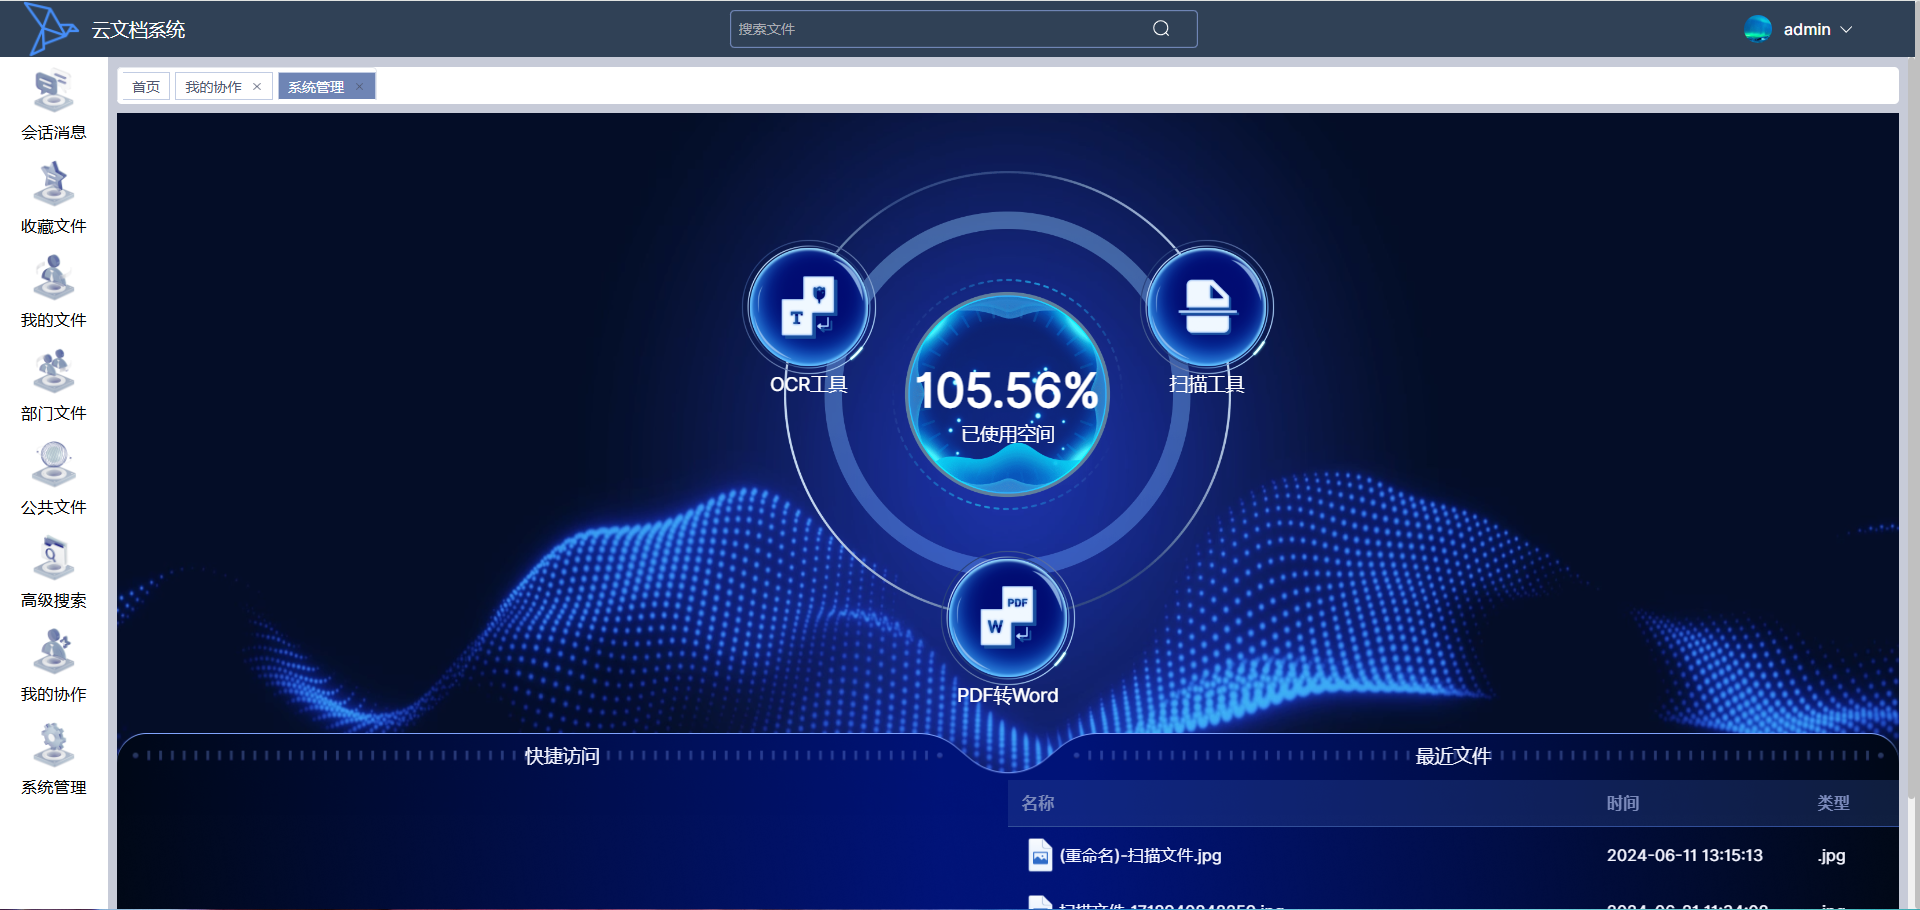 云文档系统
搜索文件
admin
首页
我的协作
系统管理
会话消息
收藏文件
我的文件
部门文件
公共文件
高级搜索
我的协作
系统管理
T
OCR工具
扫描工具
105.56%
已使用空间
PDF
W
PDF转Word
快捷访问
最近文件
名称 时间 类型
(重命名)-扫描文件.jpg 2024-06-11 13:15:13 .jpg